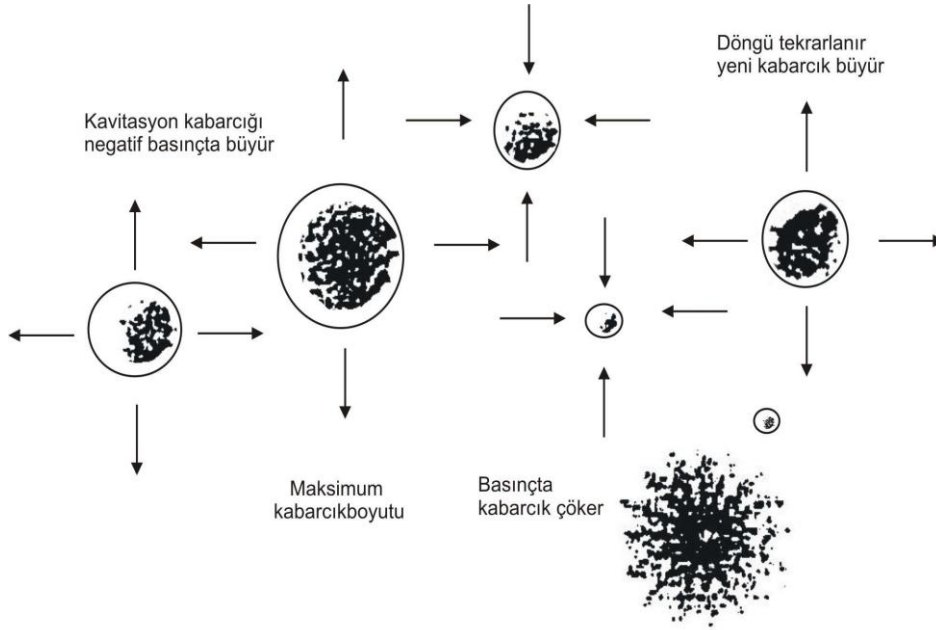 Kavitasyon kabarcığı
negatif basınçta büyür
Maksimum
kabarcıkboyutu
Basınçta
kabarcık çöker
Döngü tekrarlanır
yeni kabarcık büyür